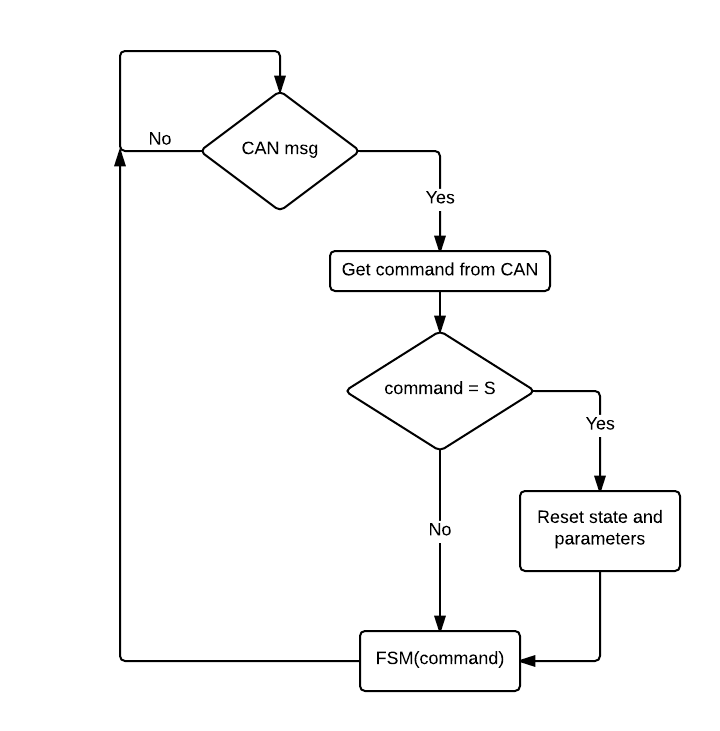 No
CAN msg
Yes
Get command from CAN
command = S
Yes
Reset state and
parameters
No
FSM(command)